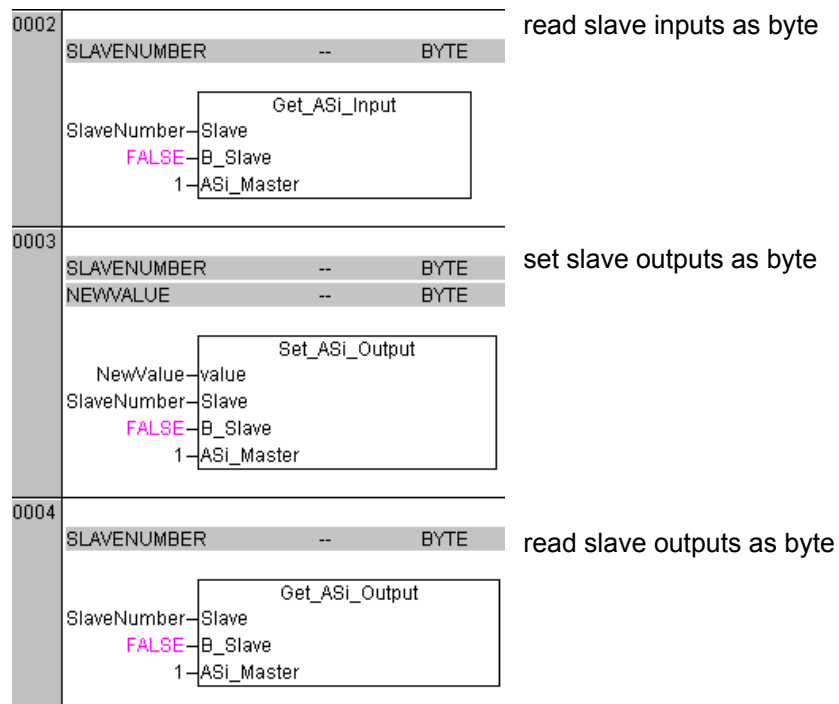 0002
read slave inputs as byte
SLAVENUMBER -- BYTE
Get_ASi_Input
SlaveNumber Slave
FALSE B_Slave
1 ASi_Master
0003
set slave outputs as byte
SLAVENUMBER -- BYTE
NEWVALUE -- BYTE
Set_ASi_Output
NewValue value
SlaveNumber Slave
FALSE B_Slave
1 ASi_Master
0004
SLAVENUMBER -- BYTE
read slave outputs as byte
Get_ASi_Output
SlaveNumber Slave
FALSE B_Slave
1 ASi_Master